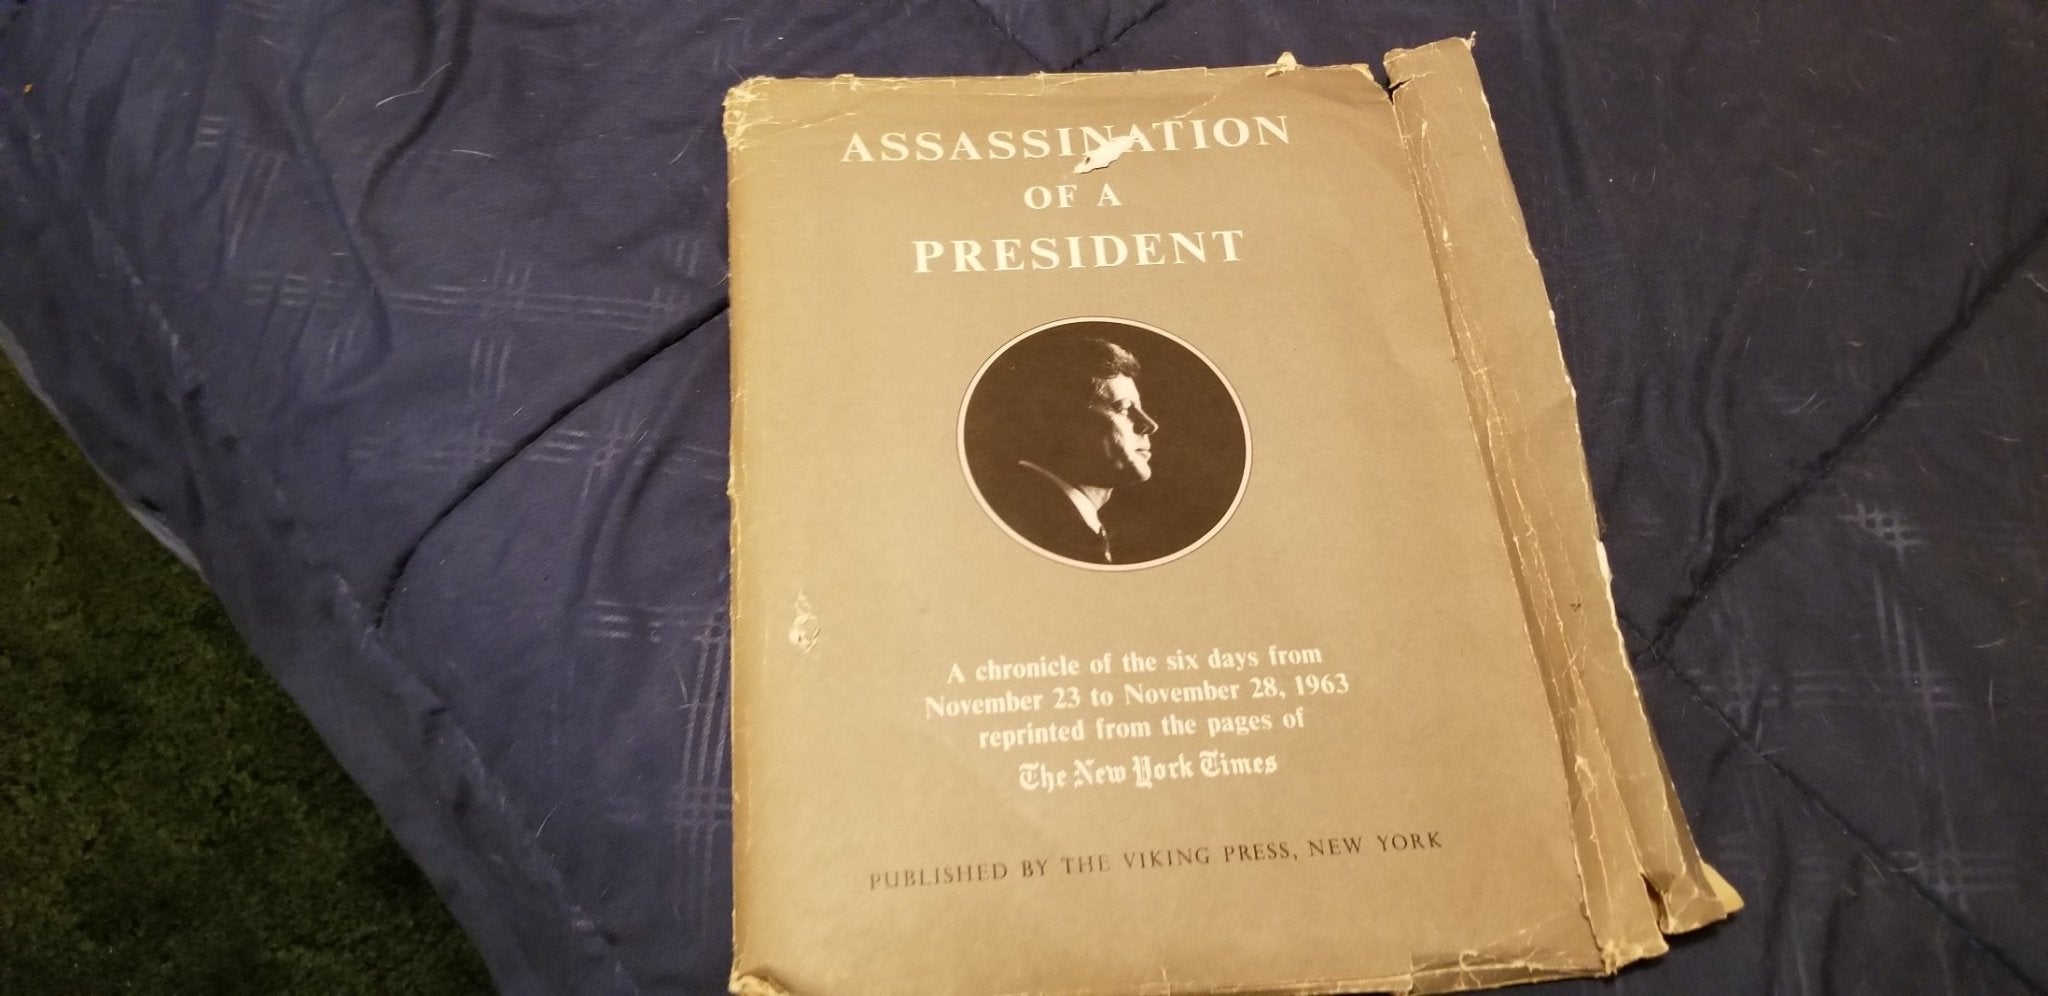 ASSASSINATION
OF A
PRESIDENT
A chronicle of the six days from
November 23 to November 28, 1963
reprinted from the pages of
The New York Times
PUBLISHED BY THE VIKING PRESS, NEW YORK